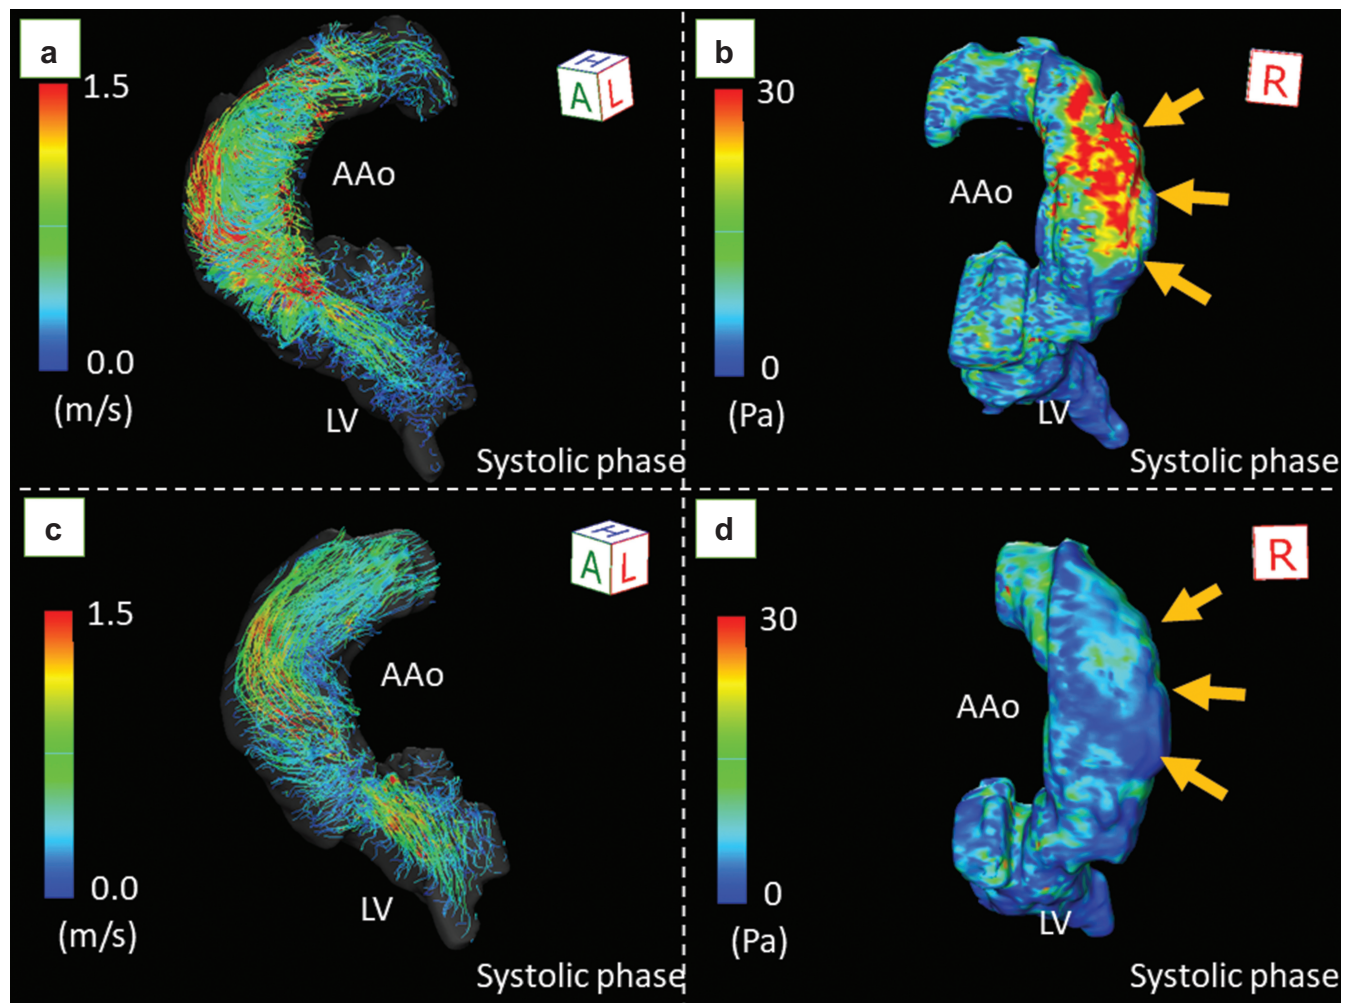 a
1.5
0.0
(m/s)
AAo
LV
H
A L
Systolic phase
b
30
0
(Pa)
AAo
LV
R
Systolic phase
c
1.5
0.0
(m/s)
AAo
LV
H
A L
Systolic phase
d
30
0
(Pa)
AAo
LV
R
Systolic phase